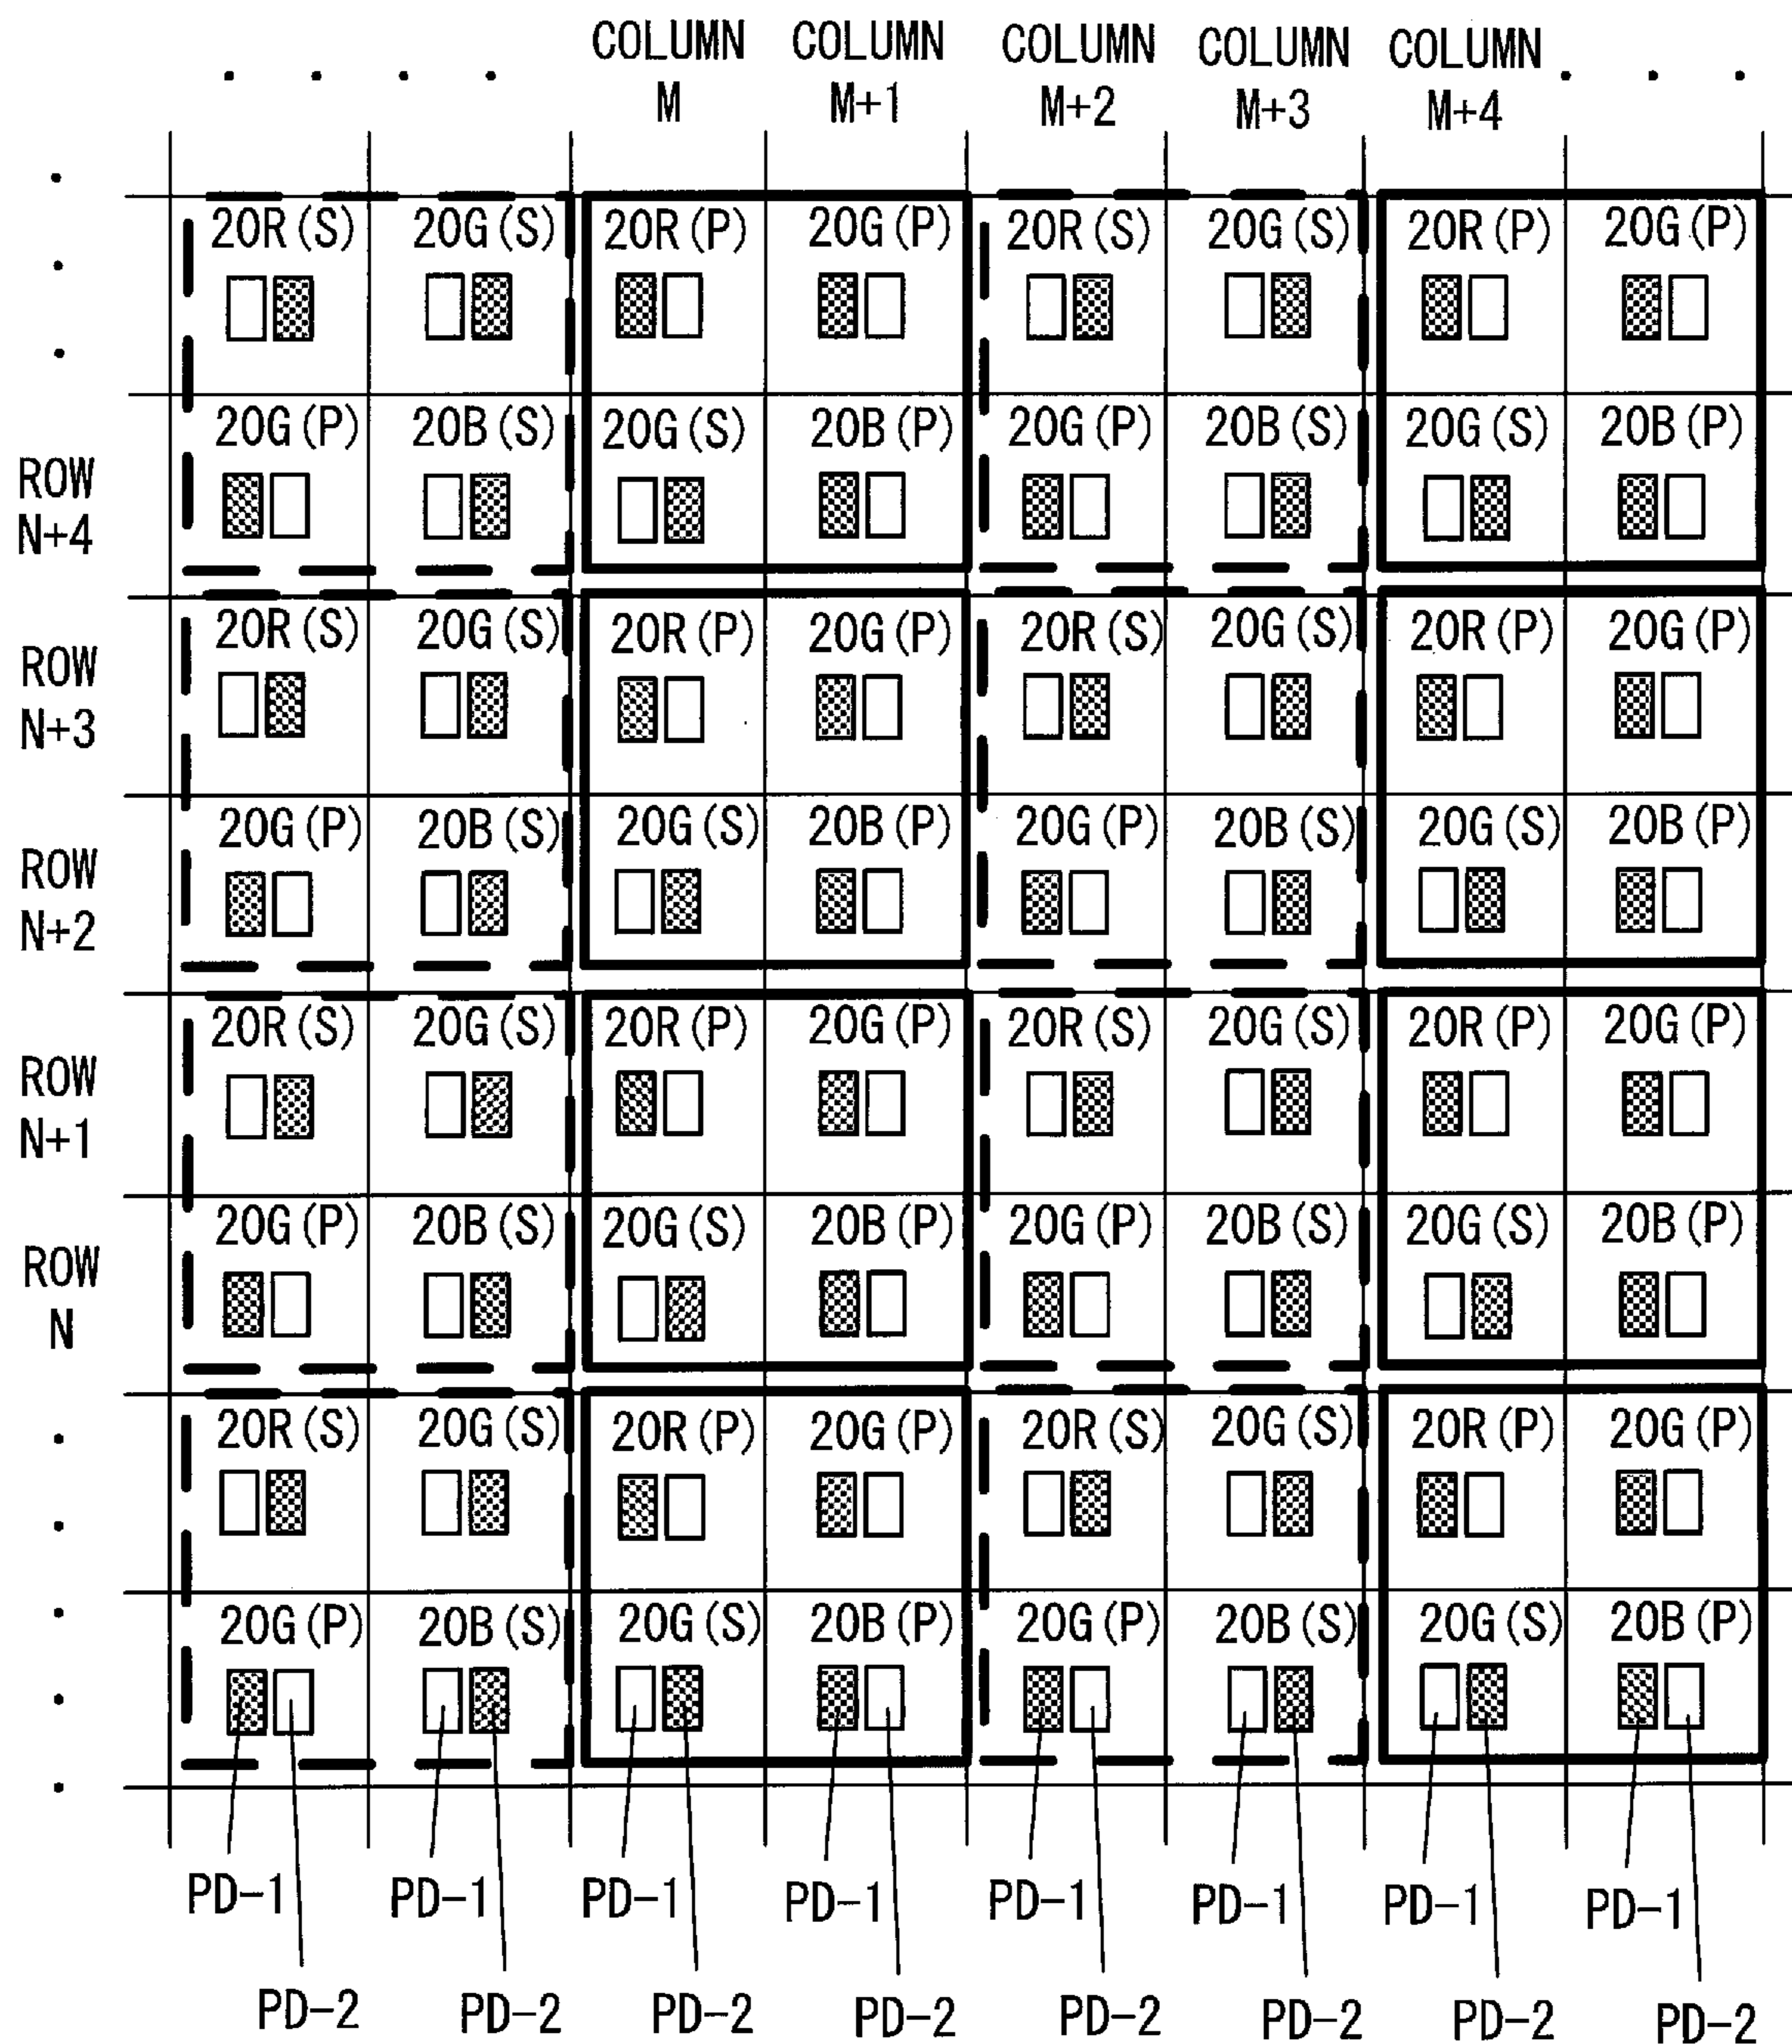 COLUMN M COLUMN M+1 COLUMN M+2 COLUMN M+3 COLUMN M+4
20R(S) 20G(S) 20R(P) 20G(P) 20R(S) 20G(S) 20R(P) 20G(P)
ROW N+4 20G(P) 20B(S) 20G(S) 20B(P) 20G(P) 20B(S) 20G(S) 20B(P)
ROW N+3 20R(S) 20G(S) 20R(P) 20G(P) 20R(S) 20G(S) 20R(P) 20G(P)
ROW N+2 20G(P) 20B(S) 20G(S) 20B(P) 20G(P) 20B(S) 20G(S) 20B(P)
ROW N+1 20R(S) 20G(S) 20R(P) 20G(P) 20R(S) 20G(S) 20R(P) 20G(P)
ROW N 20G(P) 20B(S) 20G(S) 20B(P) 20G(P) 20B(S) 20G(S) 20B(P)
20R(S) 20G(S) 20R(P) 20G(P) 20R(S) 20G(S) 20R(P) 20G(P)
20G(P) 20B(S) 20G(S) 20B(P) 20G(P) 20B(S) 20G(S) 20B(P)
PD-1 PD-1 PD-1 PD-1 PD-1 PD-1 PD-1 PD-1
PD-2 PD-2 PD-2 PD-2 PD-2 PD-2 PD-2 PD-2